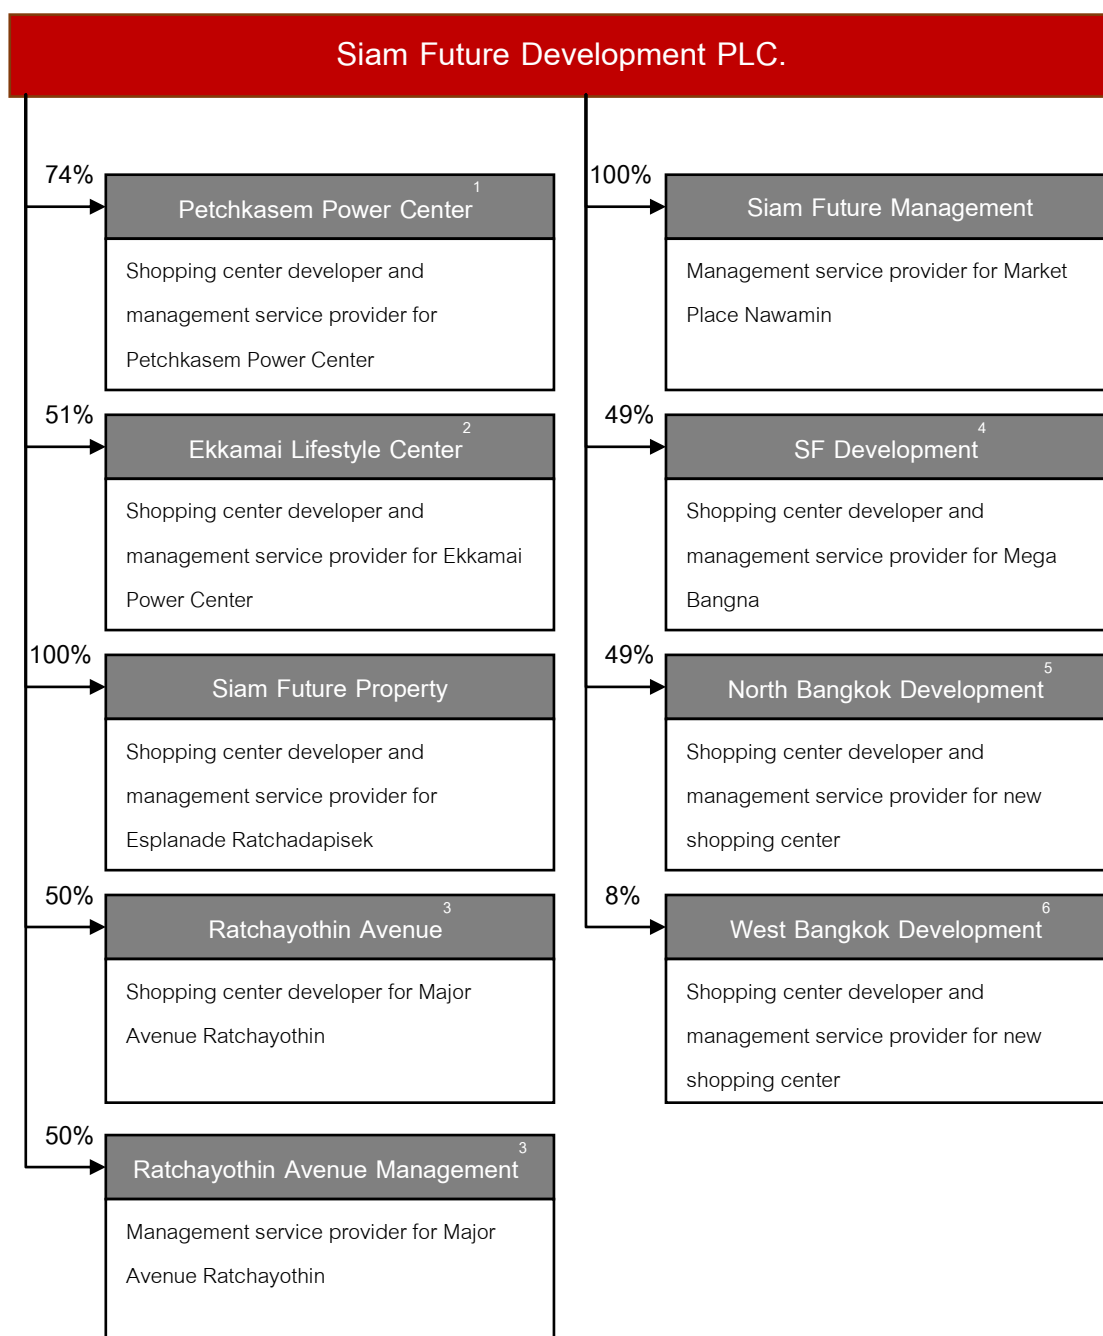 Siam Future Development PLC.
74%
Petchkasem Power Center 1
Shopping center developer and
management service provider for
Petchkasem Power Center
51%
Ekkamai Lifestyle Center 2
Shopping center developer and
management service provider for Ekkamai
Power Center
100%
Siam Future Property
Shopping center developer and
management service provider for
Esplanade Ratchadapisek
50%
Ratchayothin Avenue 3
Shopping center developer for Major
Avenue Ratchayothin
50%
Ratchayothin Avenue Management 3
Management service provider for Major
Avenue Ratchayothin
100%
Siam Future Management
Management service provider for Market
Place Nawamin
49%
SF Development 4
Shopping center developer and
management service provider for Mega
Bangna
49%
North Bangkok Development 5
Shopping center developer and
management service provider for new
shopping center
8%
West Bangkok Development 6
Shopping center developer and
management service provider for new
shopping center